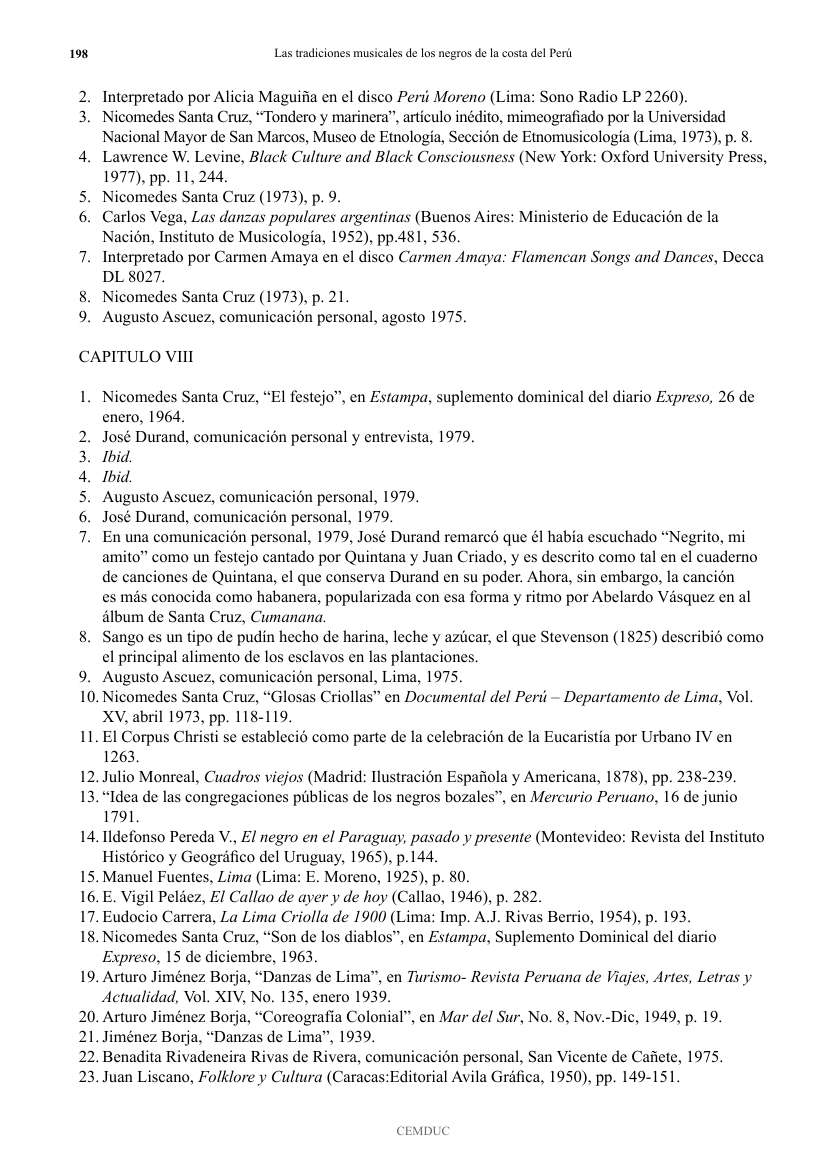 198
Las tradiciones musicales de los negros de la costa del Perú
2. Interpretado por Alicia Maguiña en el disco Perú Moreno (Lima: Sono Radio LP 2260).
3. Nicomedes Santa Cruz, “Tondero y marinera”, artículo inédito, mimeografiado por la Universidad
Nacional Mayor de San Marcos, Museo de Etnología, Sección de Etnomusicología (Lima, 1973), p. 8.
4. Lawrence W. Levine, Black Culture and Black Consciousness (New York: Oxford University Press,
1977), pp. 11, 244.
5. Nicomedes Santa Cruz (1973), p. 9.
6. Carlos Vega, Las danzas populares argentinas (Buenos Aires: Ministerio de Educación de la
Nación, Instituto de Musicología, 1952), pp.481, 536.
7. Interpretado por Carmen Amaya en el disco Carmen Amaya: Flamencan Songs and Dances, Decca
DL 8027.
8. Nicomedes Santa Cruz (1973), p. 21.
9. Augusto Ascuez, comunicación personal, agosto 1975.
CAPITULO VIII
1. Nicomedes Santa Cruz, “El festejo”, en Estampa, suplemento dominical del diario Expreso, 26 de
enero, 1964.
2. José Durand, comunicación personal y entrevista, 1979.
3. Ibid.
4. Ibid.
5. Augusto Ascuez, comunicación personal, 1979.
6. José Durand, comunicación personal, 1979.
7. En una comunicación personal, 1979, José Durand remarcó que él había escuchado “Negrito, mi
amito” como un festejo cantado por Quintana y Juan Criado, y es descrito como tal en el cuaderno
de canciones de Quintana, el que conserva Durand en su poder. Ahora, sin embargo, la canción
es más conocida como habanera, popularizada con esa forma y ritmo por Abelardo Vásquez en al
álbum de Santa Cruz, Cumanana.
8. Sango es un tipo de pudín hecho de harina, leche y azúcar, el que Stevenson (1825) describió como
el principal alimento de los esclavos en las plantaciones.
9. Augusto Ascuez, comunicación personal, Lima, 1975.
10. Nicomedes Santa Cruz, “Glosas Criollas” en Documental del Perú – Departamento de Lima, Vol.
XV, abril 1973, pp. 118-119.
11. El Corpus Christi se estableció como parte de la celebración de la Eucaristía por Urbano IV en
1263.
12. Julio Monreal, Cuadros viejos (Madrid: Ilustración Española y Americana, 1878), pp. 238-239.
13. “Idea de las congregaciones públicas de los negros bozales”, en Mercurio Peruano, 16 de junio
1791.
14. Ildefonso Pereda V., El negro en el Paraguay, pasado y presente (Montevideo: Revista del Instituto
Histórico y Geográfico del Uruguay, 1965), p.144.
15. Manuel Fuentes, Lima (Lima: E. Moreno, 1925), p. 80.
16. E. Vigil Peláez, El Callao de ayer y de hoy (Callao, 1946), p. 282.
17. Eudocio Carrera, La Lima Criolla de 1900 (Lima: Imp. A.J. Rivas Berrio, 1954), p. 193.
18. Nicomedes Santa Cruz, “Son de los diablos”, en Estampa, Suplemento Dominical del diario
Expreso, 15 de diciembre, 1963.
19. Arturo Jiménez Borja, “Danzas de Lima”, en Turismo- Revista Peruana de Viajes, Artes, Letras y
Actualidad, Vol. XIV, No. 135, enero 1939.
20. Arturo Jiménez Borja, “Coreografía Colonial”, en Mar del Sur, No. 8, Nov.-Dic, 1949, p. 19.
21. Jiménez Borja, “Danzas de Lima”, 1939.
22. Benadita Rivadeneira Rivas de Rivera, comunicación personal, San Vicente de Cañete, 1975.
23. Juan Liscano, Folklore y Cultura (Caracas:Editorial Avila Gráfica, 1950), pp. 149-151.
CEMDUC